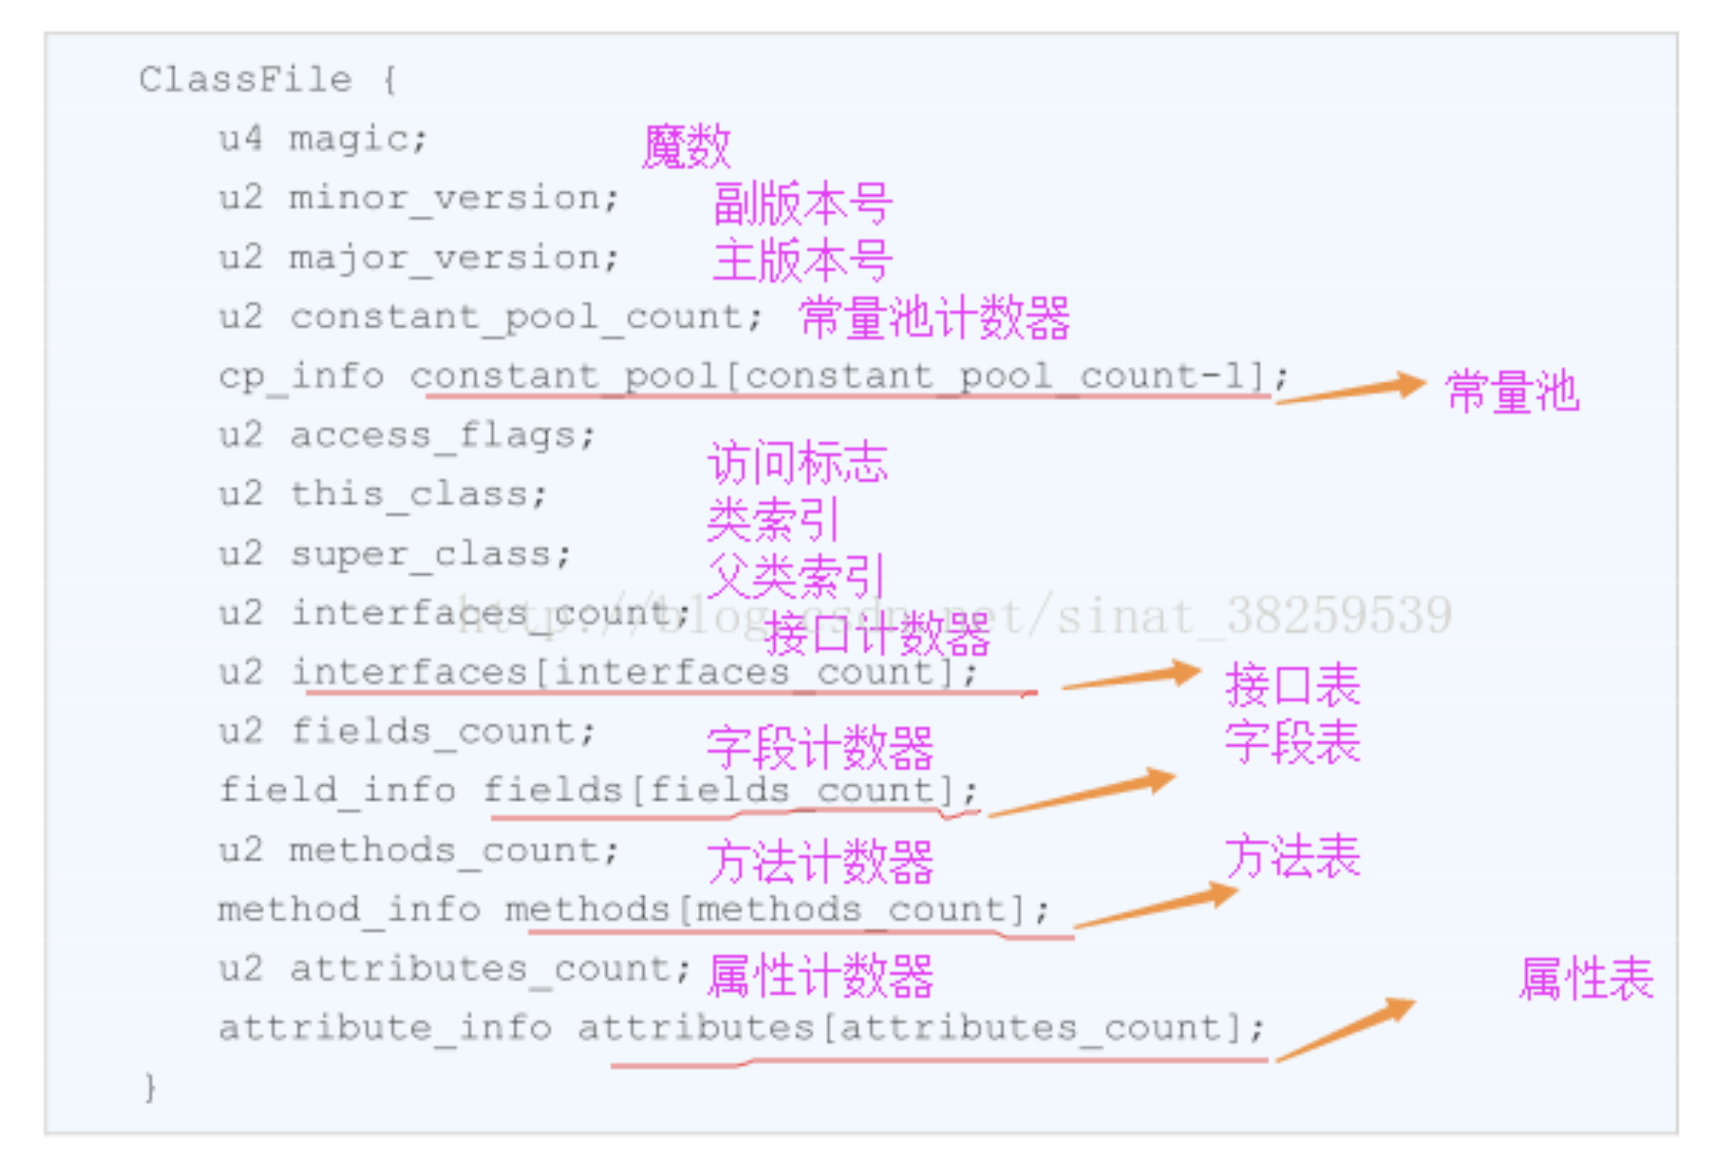 ClassFile {
u4 magic; 魔数
u2 minor_version; 副版本号
u2 major_version; 主版本号
u2 constant_pool_count; 常量池计数器
cp_info constant_pool[constant_pool_count-1]; 常量池
u2 access_flags; 访问标志
u2 this_class; 类索引
u2 super_class; 父类索引
u2 interfaces_count; 接口计数器
http://blog.csdn.net/sinat_38259539
u2 interfaces[interfaces_count]; 接口表
u2 fields_count; 字段计数器 字段表
field_info fields[fields_count];
u2 methods_count; 方法计数器 方法表
method_info methods[methods_count];
u2 attributes_count; 属性计数器 属性表
attribute_info attributes[attributes_count];
}